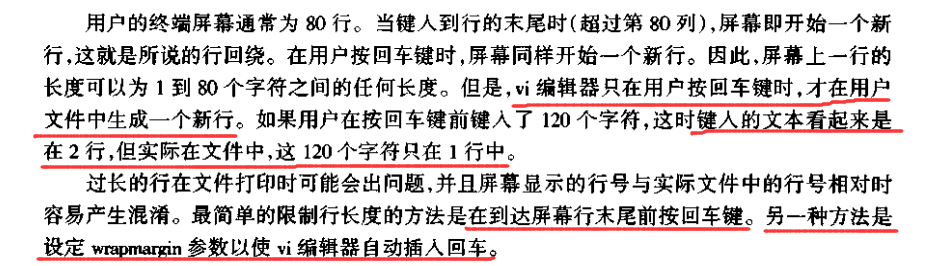 用户的终端屏幕通常为 80 行。当键人到行的末尾时(超过第 80 列),屏幕即开始一个新
行,这就是所说的行回绕。在用户按回车键时,屏幕同样开始一个新行。因此,屏幕上一行的
长度可以为 1 到 80 个字符之间的任何长度。但是,vi 编辑器只在用户按回车键时,才在用户
文件中生成一个新行。如果用户在按回车键前键入了 120 个字符,这时键人的文本看起来是
在 2 行,但实际在文件中,这 120 个字符只在 1 行中。
过长的行在文件打印时可能会出问题,并且屏幕显示的行号与实际文件中的行号相对时
容易产生混淆。最简单的限制行长度的方法是在到达屏幕行末尾前按回车键。另一种方法是
设定 wrapmargin 参数以使 vi 编辑器自动插入回车。